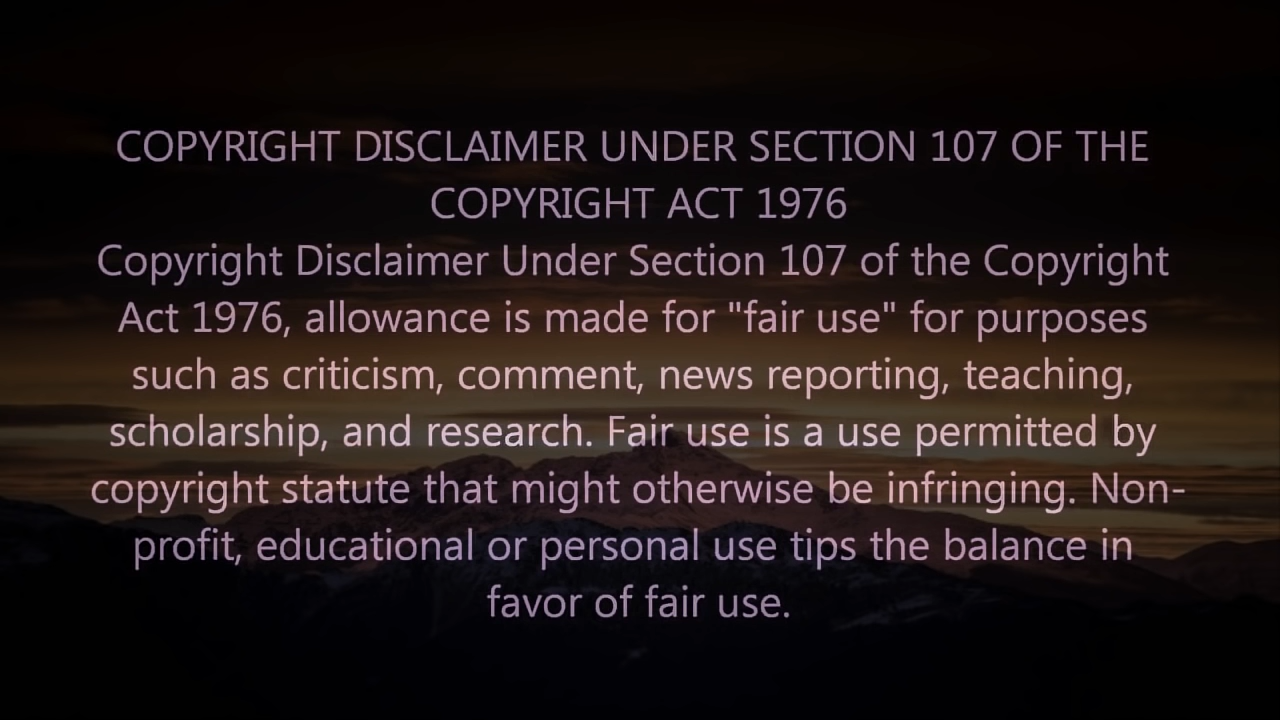 COPYRIGHT DISCLAIMER UNDER SECTION 107 OF THE
COPYRIGHT ACT 1976
Copyright Disclaimer Under Section 107 of the Copyright
Act 1976, allowance is made for "fair use" for purposes
such as criticism, comment, news reporting, teaching,
scholarship, and research. Fair use is a use permitted by
copyright statute that might otherwise be infringing. Non-
profit, educational or personal use tips the balance in
favor of fair use.